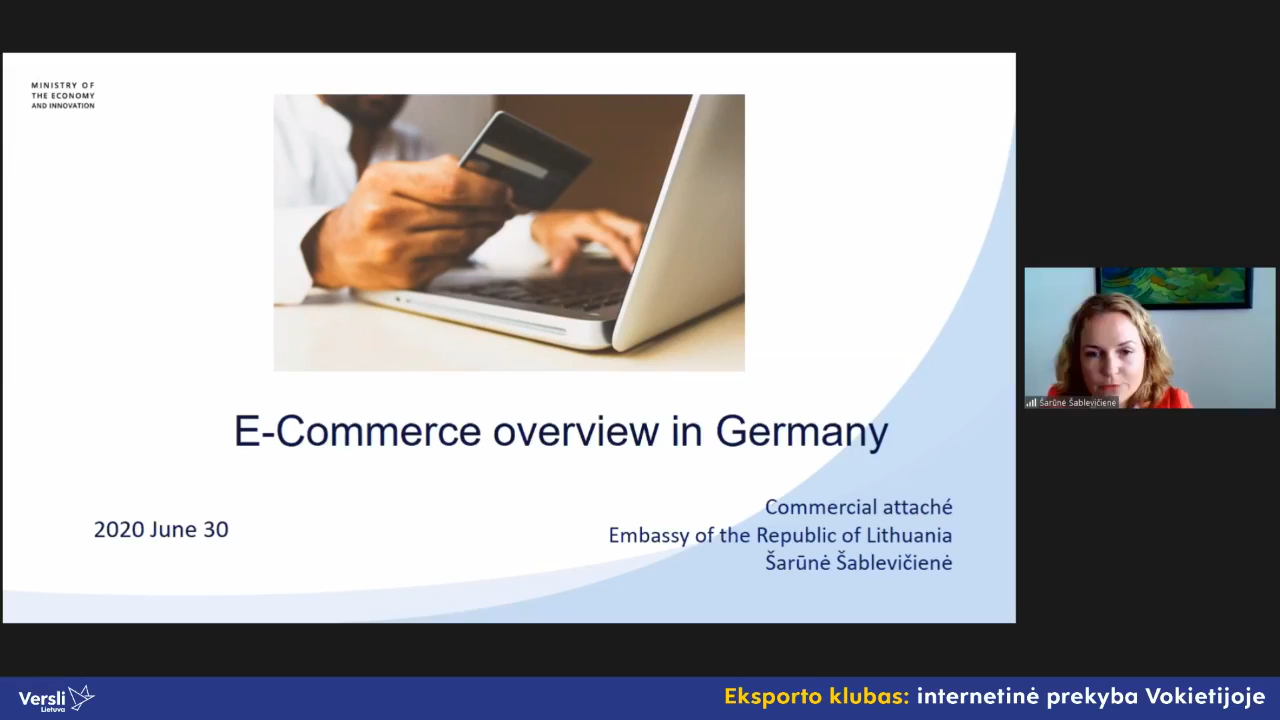 MINISTRY OF
THE ECONOMY
AND INNOVATION
E-Commerce overview in Germany
2020 June 30
Commercial attaché
Embassy of the Republic of Lithuania
Šarūnė Šablevičienė
Šarūnė Šablevičienė
Versli
Lietuva
Eksporto klubas: internetinė prekyba Vokietijoje